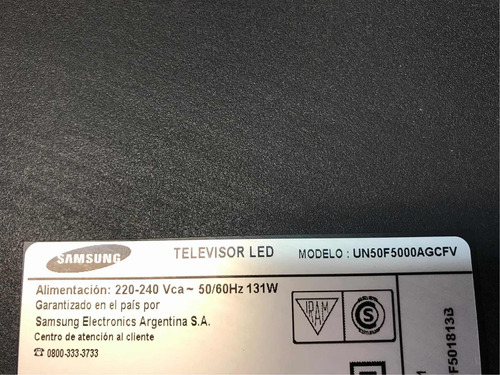 SAMSUNG
TELEVISOR LED
MODELO : UN50F5000AGCFV
Alimentación: 220-240 Vca ~ 50/60Hz 131W
Garantizado en el país por
Samsung Electronics Argentina S.A.
Centro de atención al cliente
☎ 0800-333-3733
IRAM
S
F501813B